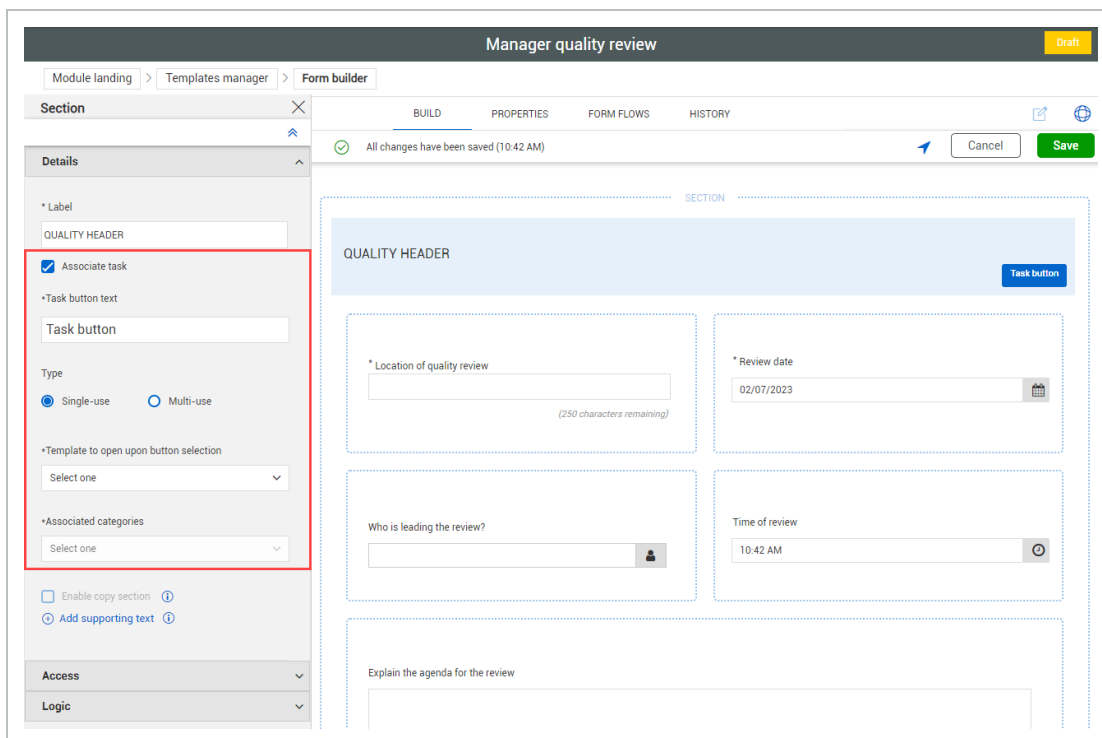 Manager quality review
Draft
Module landing > Templates manager > Form builder
Section
BUILD PROPERTIES FORM FLOWS HISTORY
All changes have been saved (10:42 AM)
Cancel
Save
Details
* Label
QUALITY HEADER
Associate task
*Task button text
Task button
Type
Single-use Multi-use
*Template to open upon button selection
Select one
*Associated categories
Select one
Enable copy section
Add supporting text
Access
Logic
SECTION
QUALITY HEADER
Task button
* Location of quality review
(250 characters remaining)
* Review date
02/07/2023
Who is leading the review?
Time of review
10:42 AM
Explain the agenda for the review